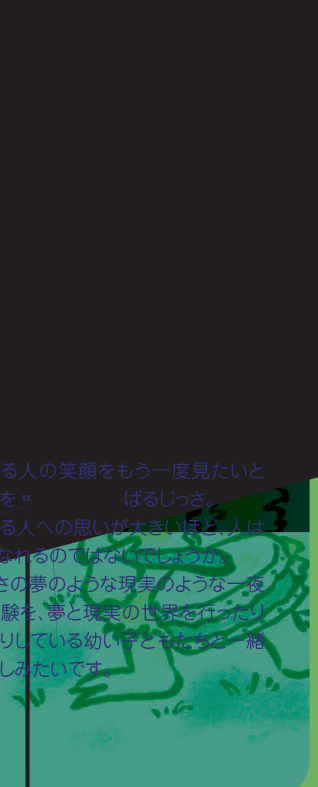 る人の笑顔をもう一度見たいと
を¤ ばるじっさ。
る人への思いが大きいほど、人は
なれるのではないでしょうか。
さの夢のような現実のような一夜
験を、夢と現実の世界を行ったり
りしている幼い子どもたちと一緒
しみたいです。